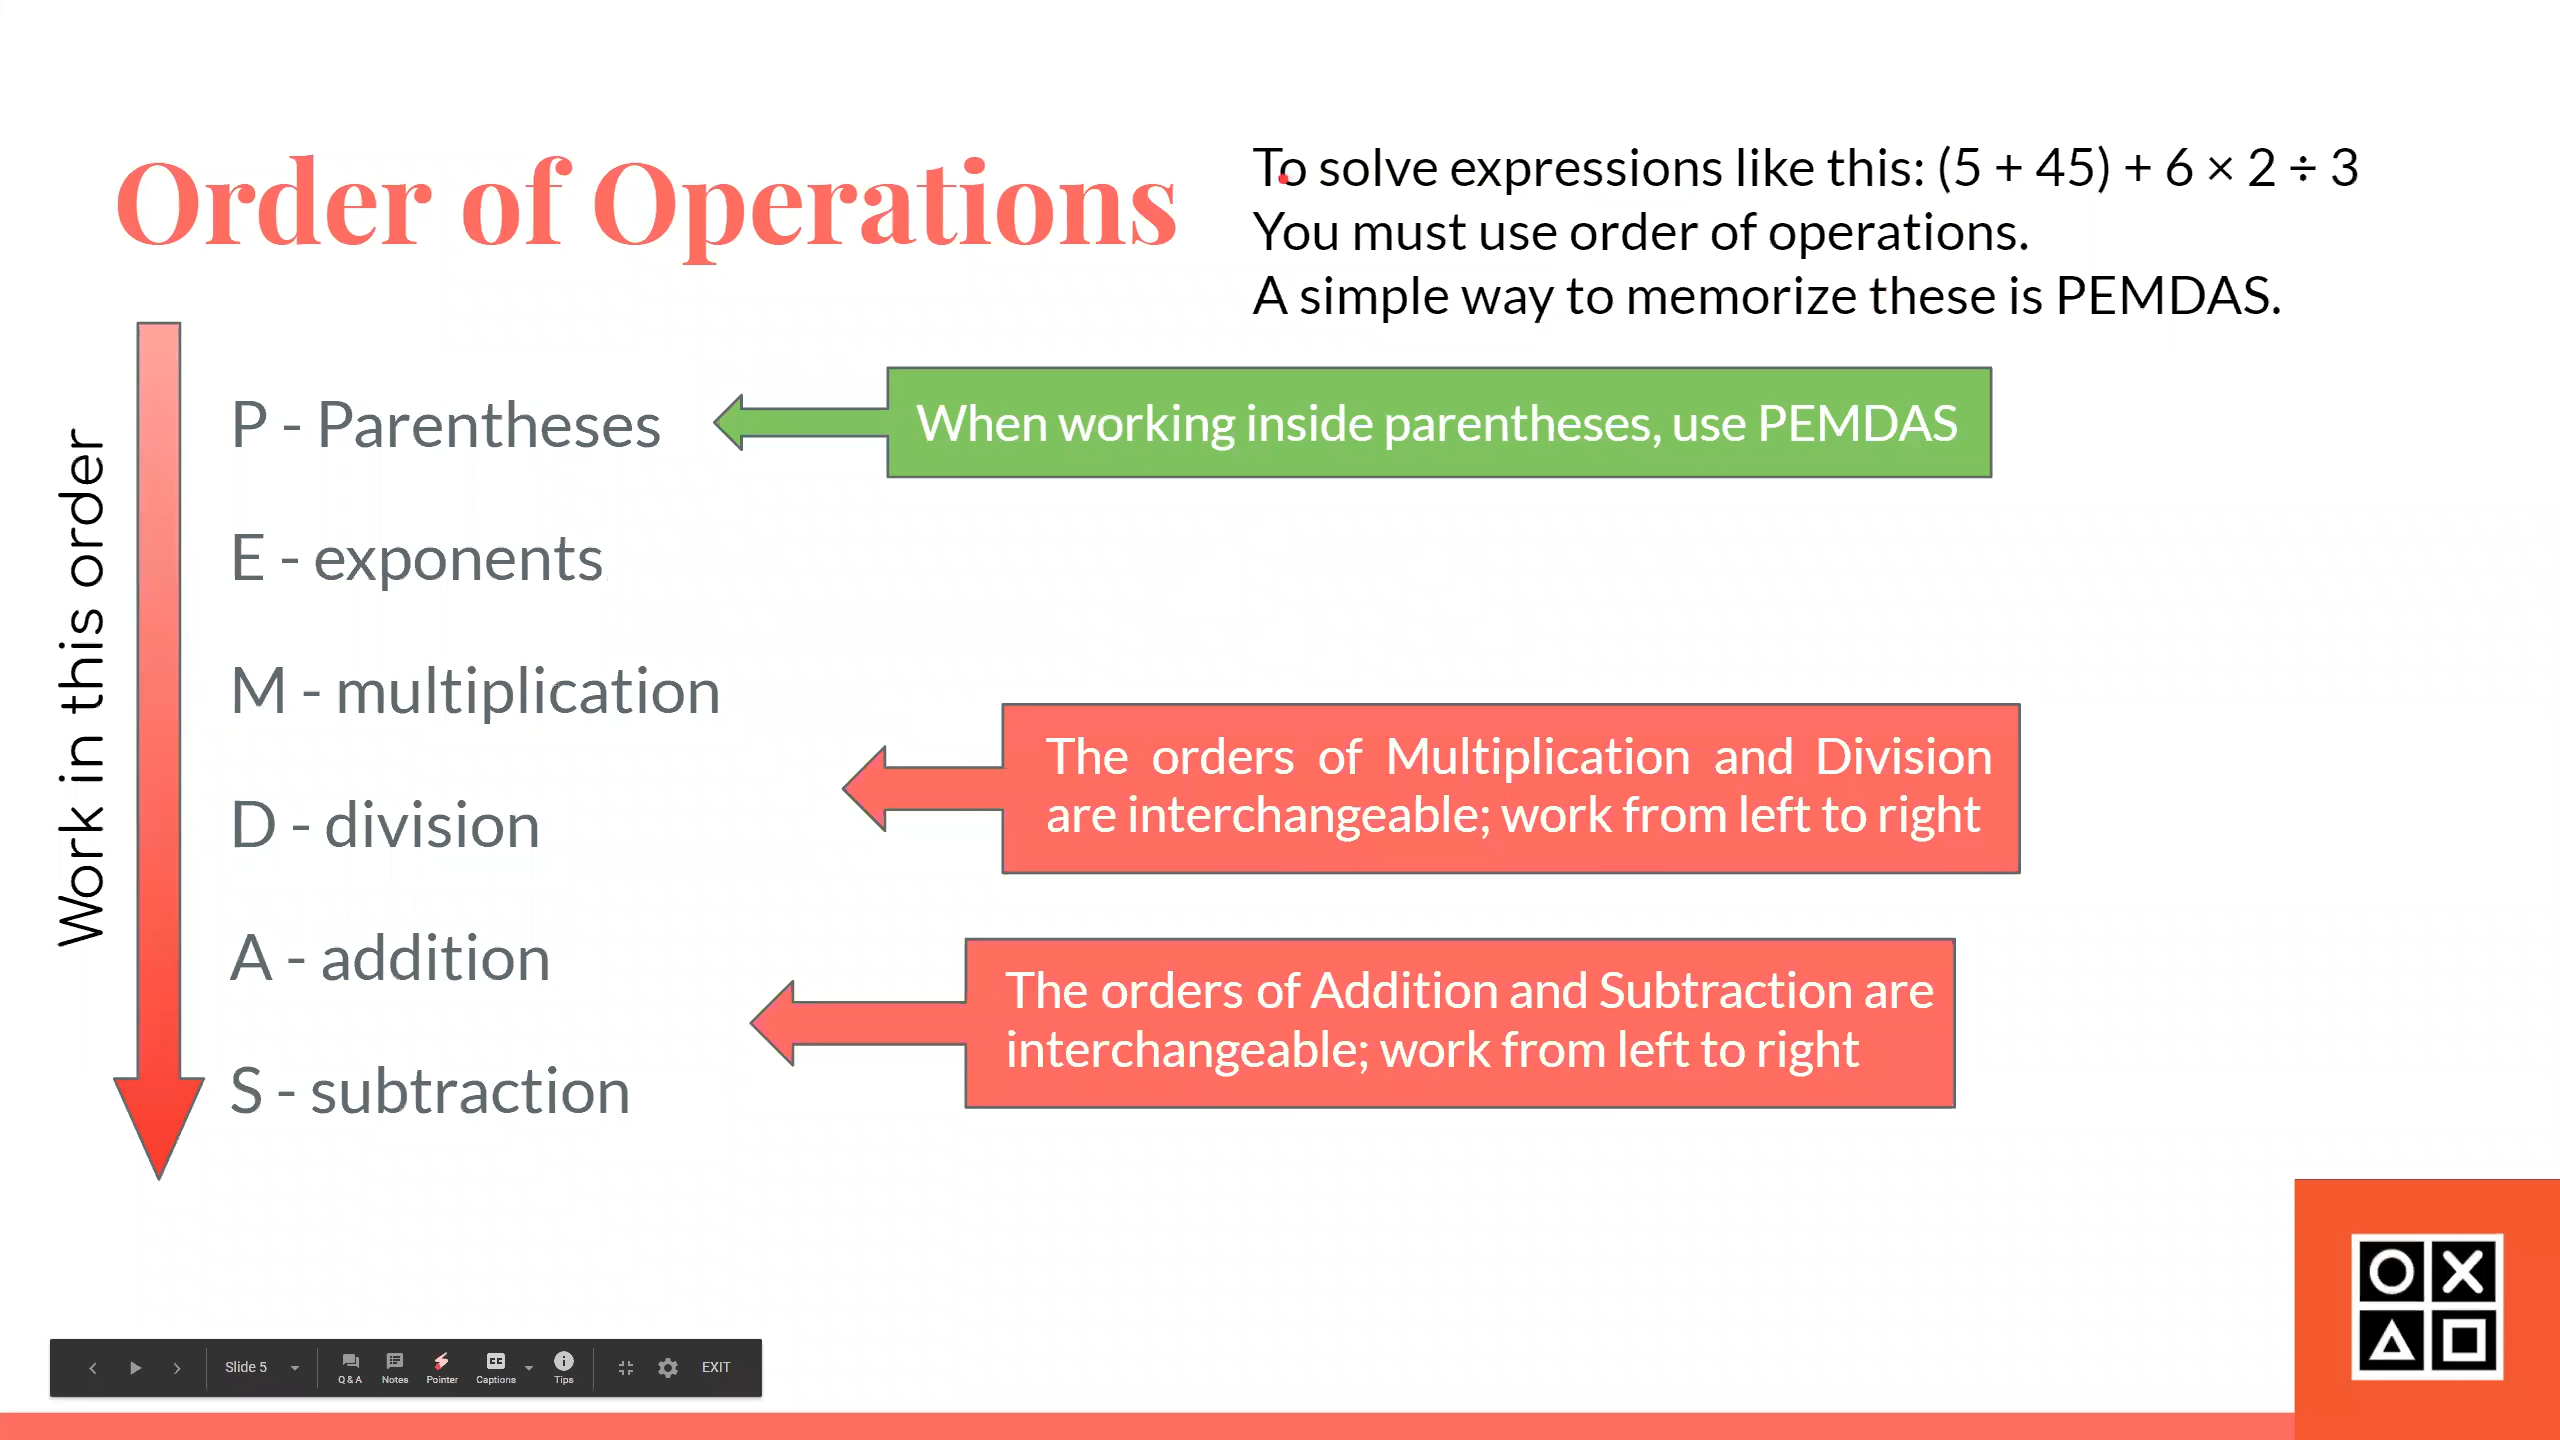 Order of Operations
To solve expressions like this: (5 + 45) + 6 × 2 ÷ 3
You must use order of operations.
A simple way to memorize these is PEMDAS.
Work in this order
P - Parentheses
When working inside parentheses, use PEMDAS
E - exponents
M - multiplication
The orders of Multiplication and Division
are interchangeable; work from left to right
D - division
A - addition
The orders of Addition and Subtraction are
interchangeable; work from left to right
S - subtraction
Slide 5
Q & A
Notes
Pointer
CC
Captions
Tips
EXIT